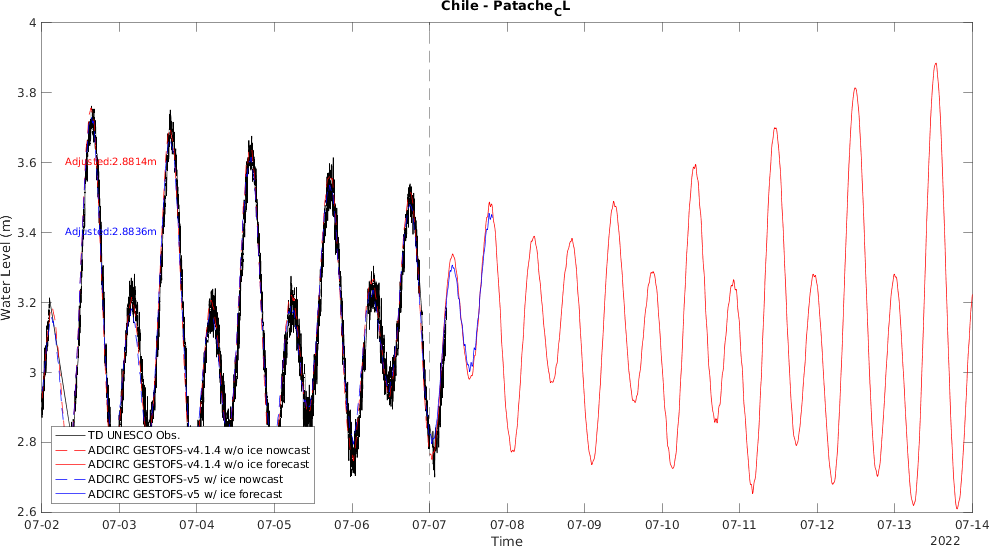 Chile - Patache_CL
4
3.8
3.6
3.4
3.2
3
2.8
2.6
Water Level (m)
Adjusted:2.8814m
Adjusted:2.8836m
TD UNESCO Obs.
ADCIRC GESTOFS-v4.1.4 w/o ice nowcast
ADCIRC GESTOFS-v4.1.4 w/o ice forecast
ADCIRC GESTOFS-v5 w/ ice nowcast
ADCIRC GESTOFS-v5 w/ ice forecast
07-02 07-03 07-04 07-05 07-06 07-07 07-08 07-09 07-10 07-11 07-12 07-13 07-14
Time
2022